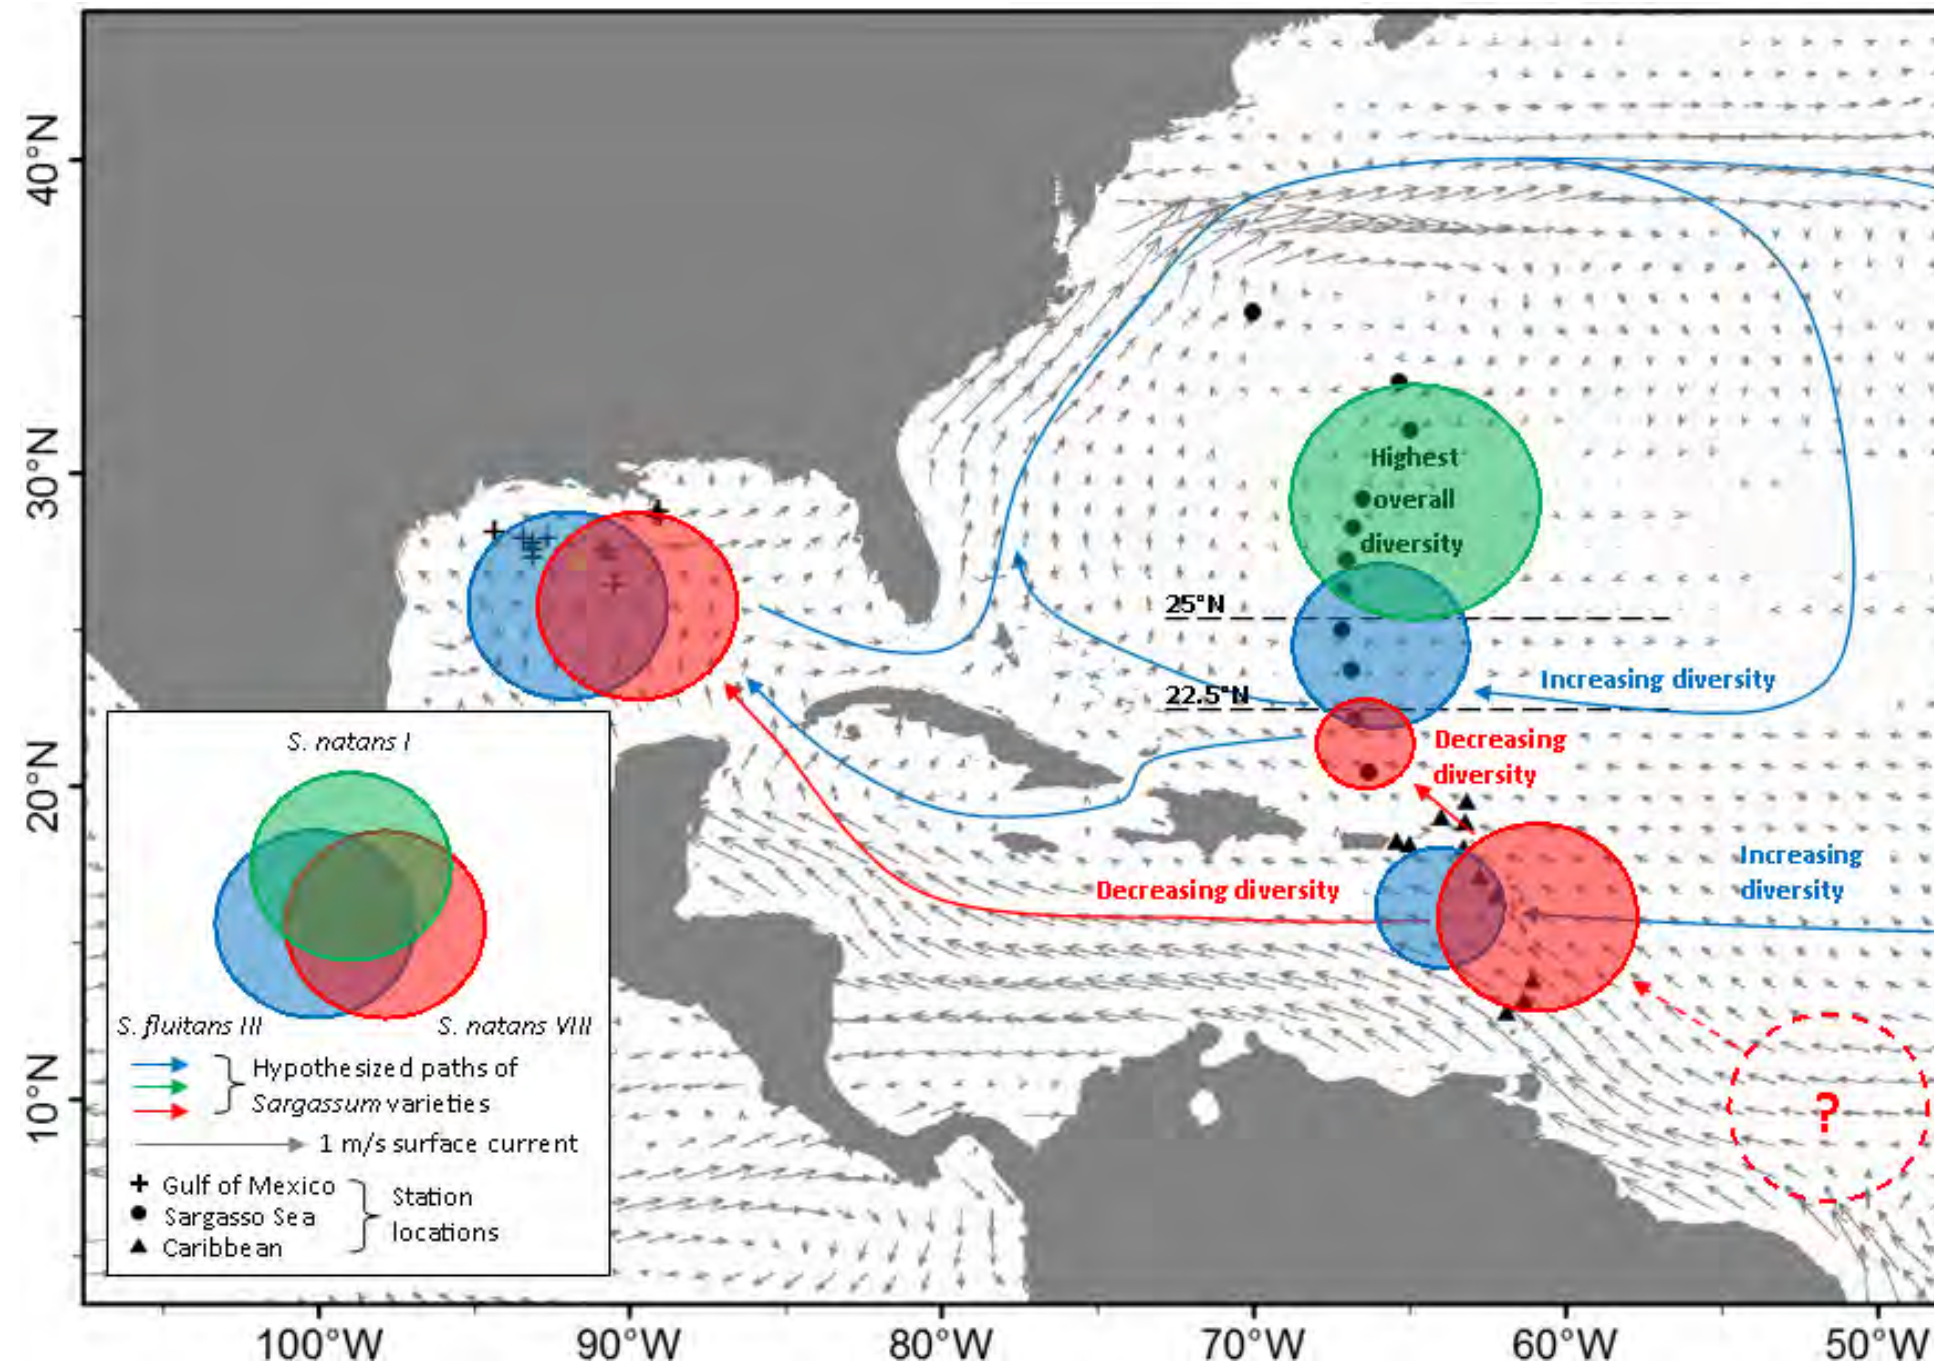 40°N
30°N
20°N
10°N
Highest
overall
diversity
25°N
22.5°N
Increasing diversity
Decreasing
diversity
Increasing
diversity
Decreasing diversity
?
S. natans I
S. fluitans III
S. natans VIII
Hypothesized paths of
Sargassum varieties
1 m/s surface current
Gulf of Mexico
Sargasso Sea
Caribbean
Station
locations
100°W
90°W
80°W
70°W
60°W
50°W